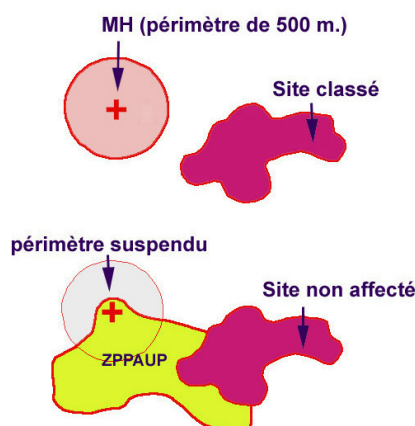 MH (périmètre de 500 m.)
Site classé
périmètre suspendu
Site non affecté
ZPPAUP